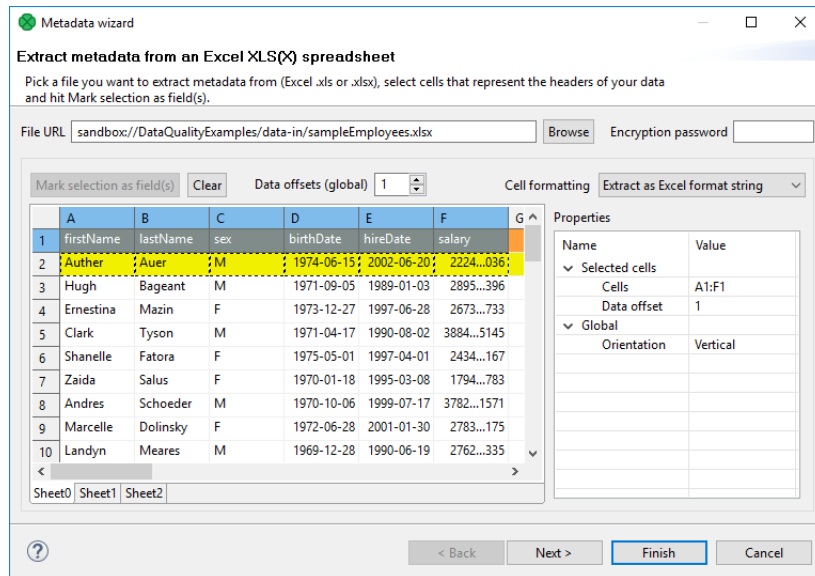 Metadata wizard
Extract metadata from an Excel XLS(X) spreadsheet
Pick a file you want to extract metadata from (Excel .xls or .xlsx), select cells that represent the headers of your data
and hit Mark selection as field(s).
File URL sandbox://DataQualityExamples/data-in/sampleEmployees.xlsx Browse Encryption password
Mark selection as field(s) Clear Data offsets (global) 1 Cell formatting Extract as Excel format string
A B C D E F G
1 firstName lastName sex birthDate hireDate salary
2 Auther Auer M 1974-06-15 2002-06-20 2224...036
3 Hugh Bageant M 1971-09-05 1989-01-03 2895...396
4 Ernestina Mazin F 1973-12-27 1997-06-28 2673...733
5 Clark Tyson M 1971-04-17 1990-08-02 3884...5145
6 Shanelle Fatora F 1975-05-01 1997-04-01 2434...167
7 Zaida Salus F 1970-01-18 1995-03-08 1794...783
8 Andres Schoeder M 1970-10-06 1999-07-17 3782...1571
9 Marcelle Dolinsky F 1972-06-28 2001-01-30 2783...175
10 Landyn Meares M 1969-12-28 1990-06-19 2762...335
Sheet0 Sheet1 Sheet2
Properties
Name Value
Selected cells
Cells A1:F1
Data offset 1
Global
Orientation Vertical
? < Back Next > Finish Cancel